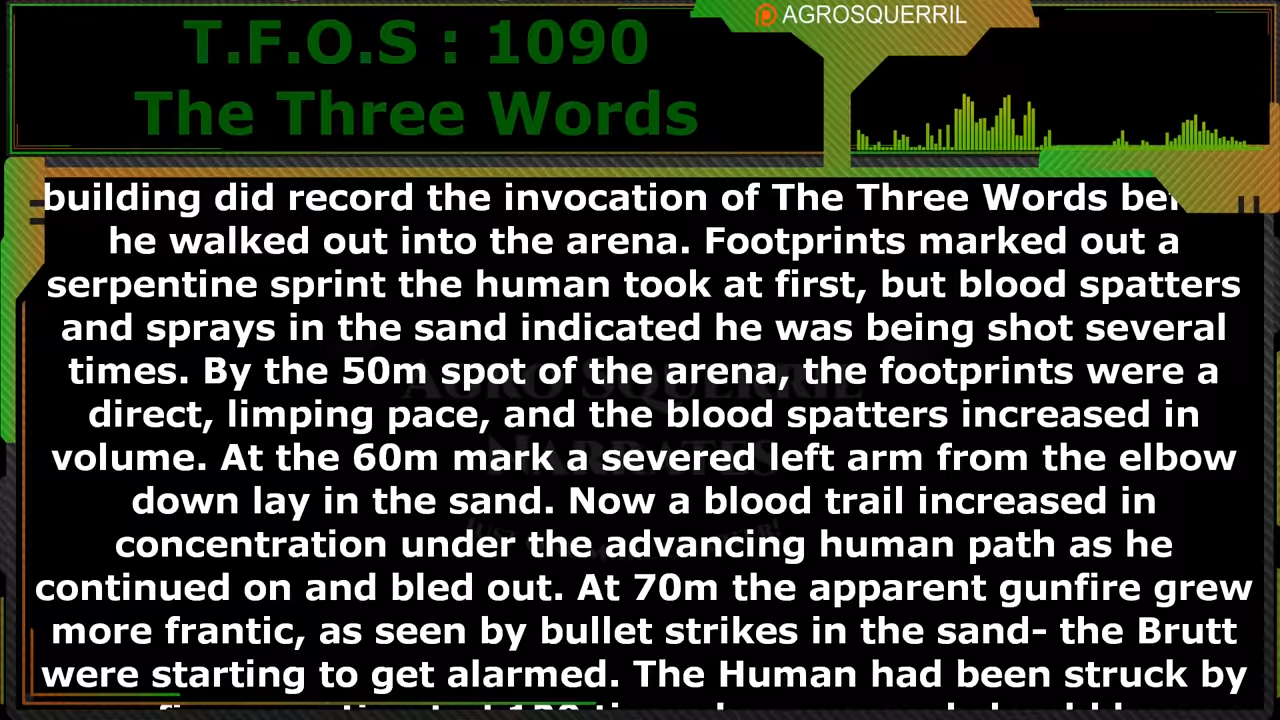 AGROSQUERRIL
T.F.O.S : 1090
The Three Words
building did record the invocation of The Three Words
he walked out into the arena. Footprints marked out a
serpentine sprint the human took at first, but blood spatters
and sprays in the sand indicated he was being shot several
times. By the 50m spot of the arena, the footprints were a
direct, limping pace, and the blood spatters increased in
volume. At the 60m mark a severed left arm from the elbow
down lay in the sand. Now a blood trail increased in
concentration under the advancing human path as he
continued on and bled out. At 70m the apparent gunfire grew
more frantic, as seen by bullet strikes in the sand- the Brutt
were starting to get alarmed. The Human had been struck by
AGRO SQUERRIL
NARRATES